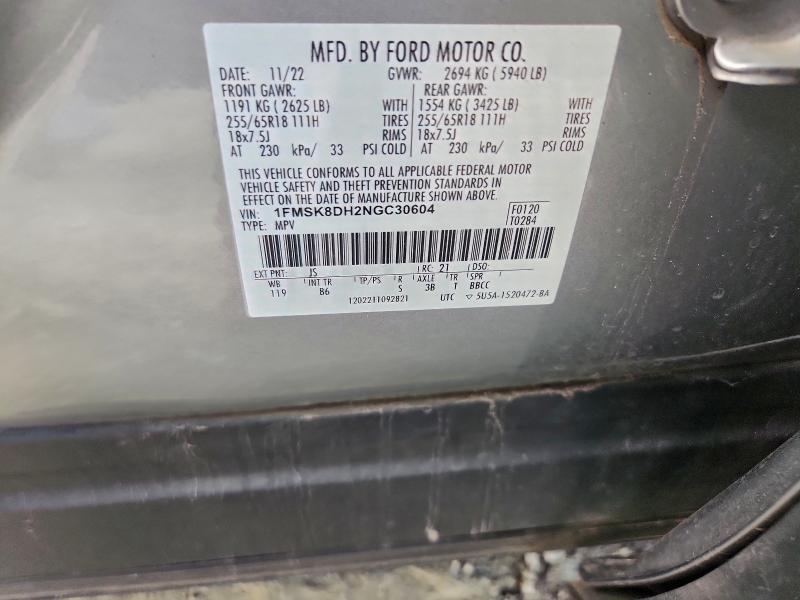 MFD. BY FORD MOTOR CO.
DATE: 11/22 GVWR: 2694 KG ( 5940 LB)
FRONT GAWR: REAR GAWR:
1191 KG ( 2625 LB) WITH 1554 KG ( 3425 LB) WITH
255/65R18 111H TIRES 255/65R18 111H TIRES
18x7.5J RIMS 18x7.5J RIMS
AT 230 kPa/ 33 PSI COLD AT 230 kPa/ 33 PSI COLD
THIS VEHICLE CONFORMS TO ALL APPLICABLE FEDERAL MOTOR
VEHICLE SAFETY AND THEFT PREVENTION STANDARDS IN
EFFECT ON THE DATE OF MANUFACTURE SHOWN ABOVE.
VIN: 1FMSK8DH2NGC30604 F0120
TYPE: MPV T0284
EXT PNT: JS RC: 21 DSO:
WB INT TR TP/PS R AXLE TR SPR
119 B6 S 3B T BBCC
1202211092821 UTC ▽ 5U5A-1520472-BA